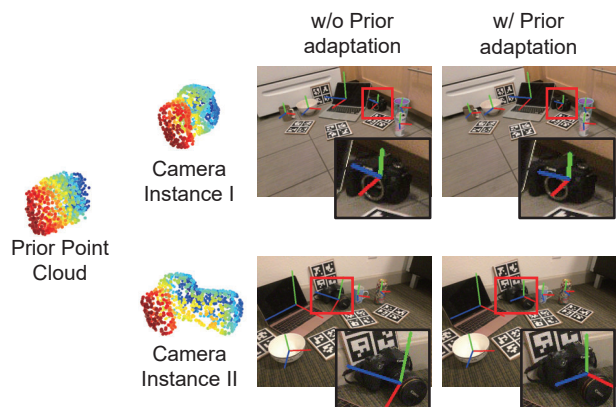 w/o Prior
adaptation
w/ Prior
adaptation
Camera
Instance I
Prior Point
Cloud
Camera
Instance II